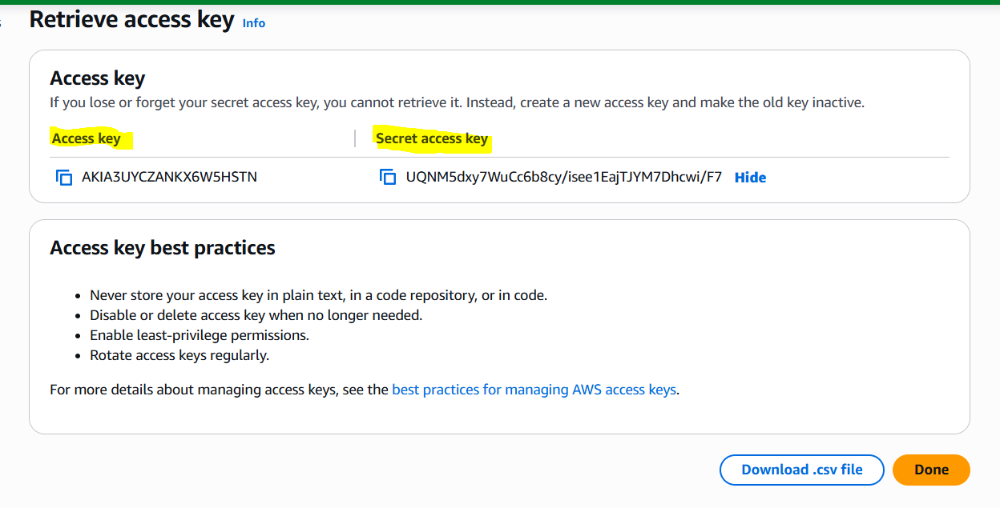 Retrieve access key Info
Access key
If you lose or forget your secret access key, you cannot retrieve it. Instead, create a new access key and make the old key inactive.
Access key Secret access key
AKIA3UYCZANKX6W5HSTN UQNM5dxy7WuCc6b8cy/isee1EajTJYM7Dhcwi/F7 Hide
Access key best practices
• Never store your access key in plain text, in a code repository, or in code.
• Disable or delete access key when no longer needed.
• Enable least-privilege permissions.
• Rotate access keys regularly.
For more details about managing access keys, see the best practices for managing AWS access keys.
Download .csv file Done